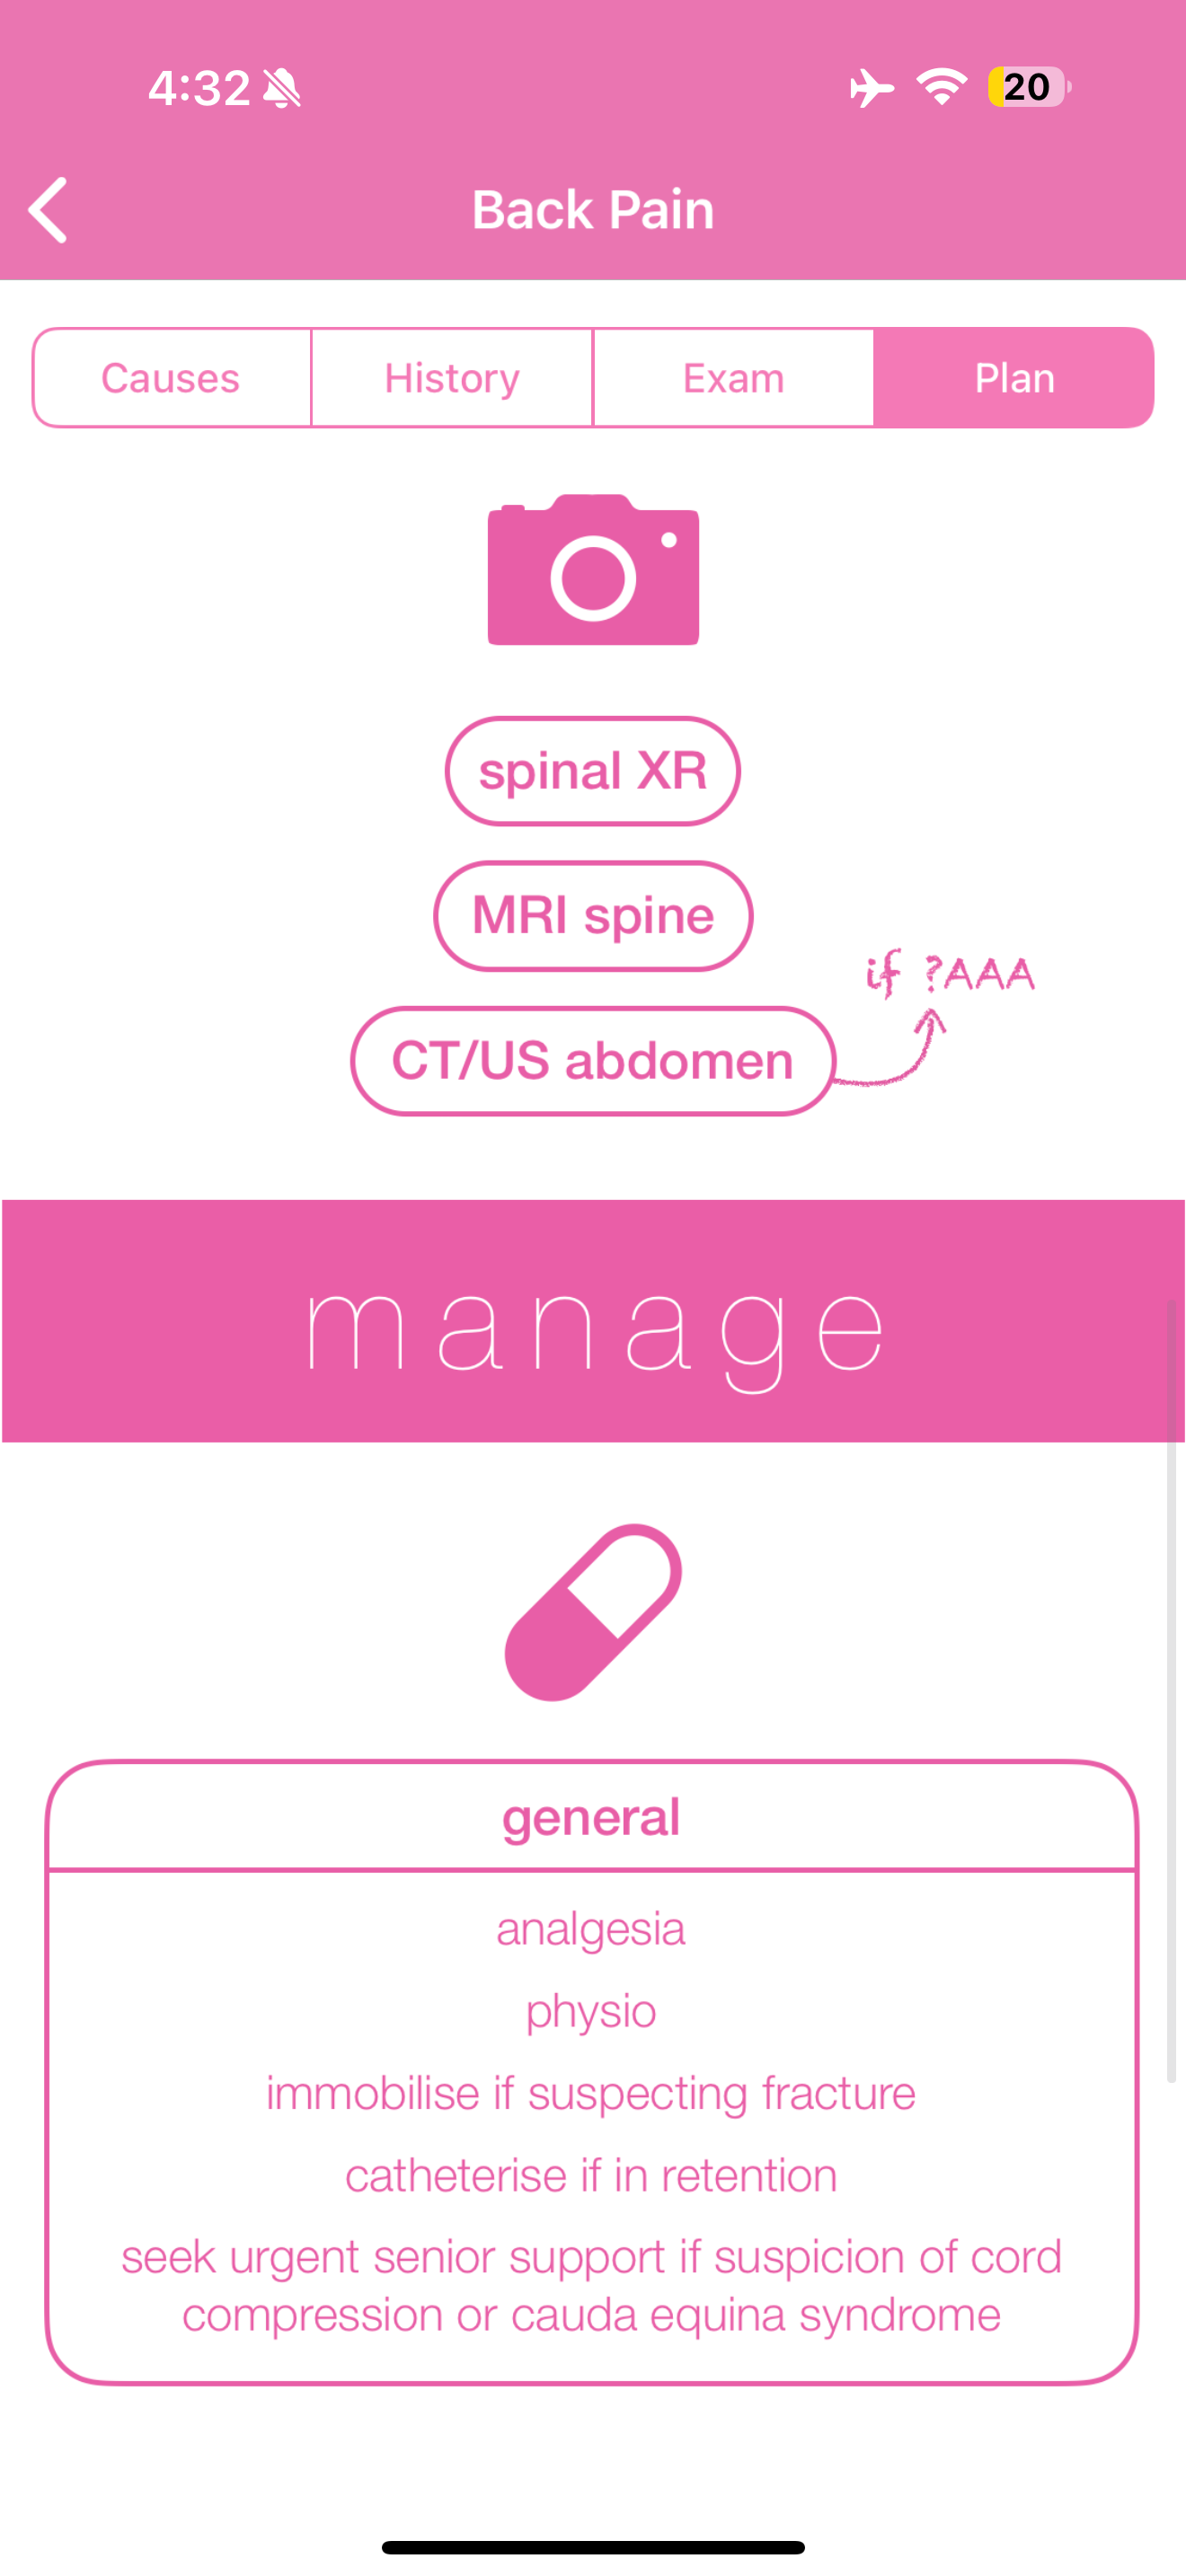 4:32
20
Back Pain
Causes
History
Exam
Plan
spinal XR
MRI spine
if ?AAA
CT/US abdomen
manage
general
analgesia
physio
immobilise if suspecting fracture
catheterise if in retention
seek urgent senior support if suspicion of cord
compression or cauda equina syndrome